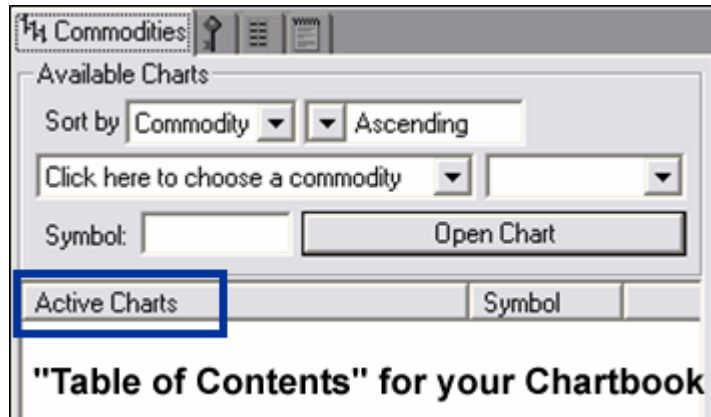 Commodities
Available Charts
Sort by Commodity Ascending
Click here to choose a commodity
Symbol: Open Chart
Active Charts Symbol
"Table of Contents" for your Chartbook